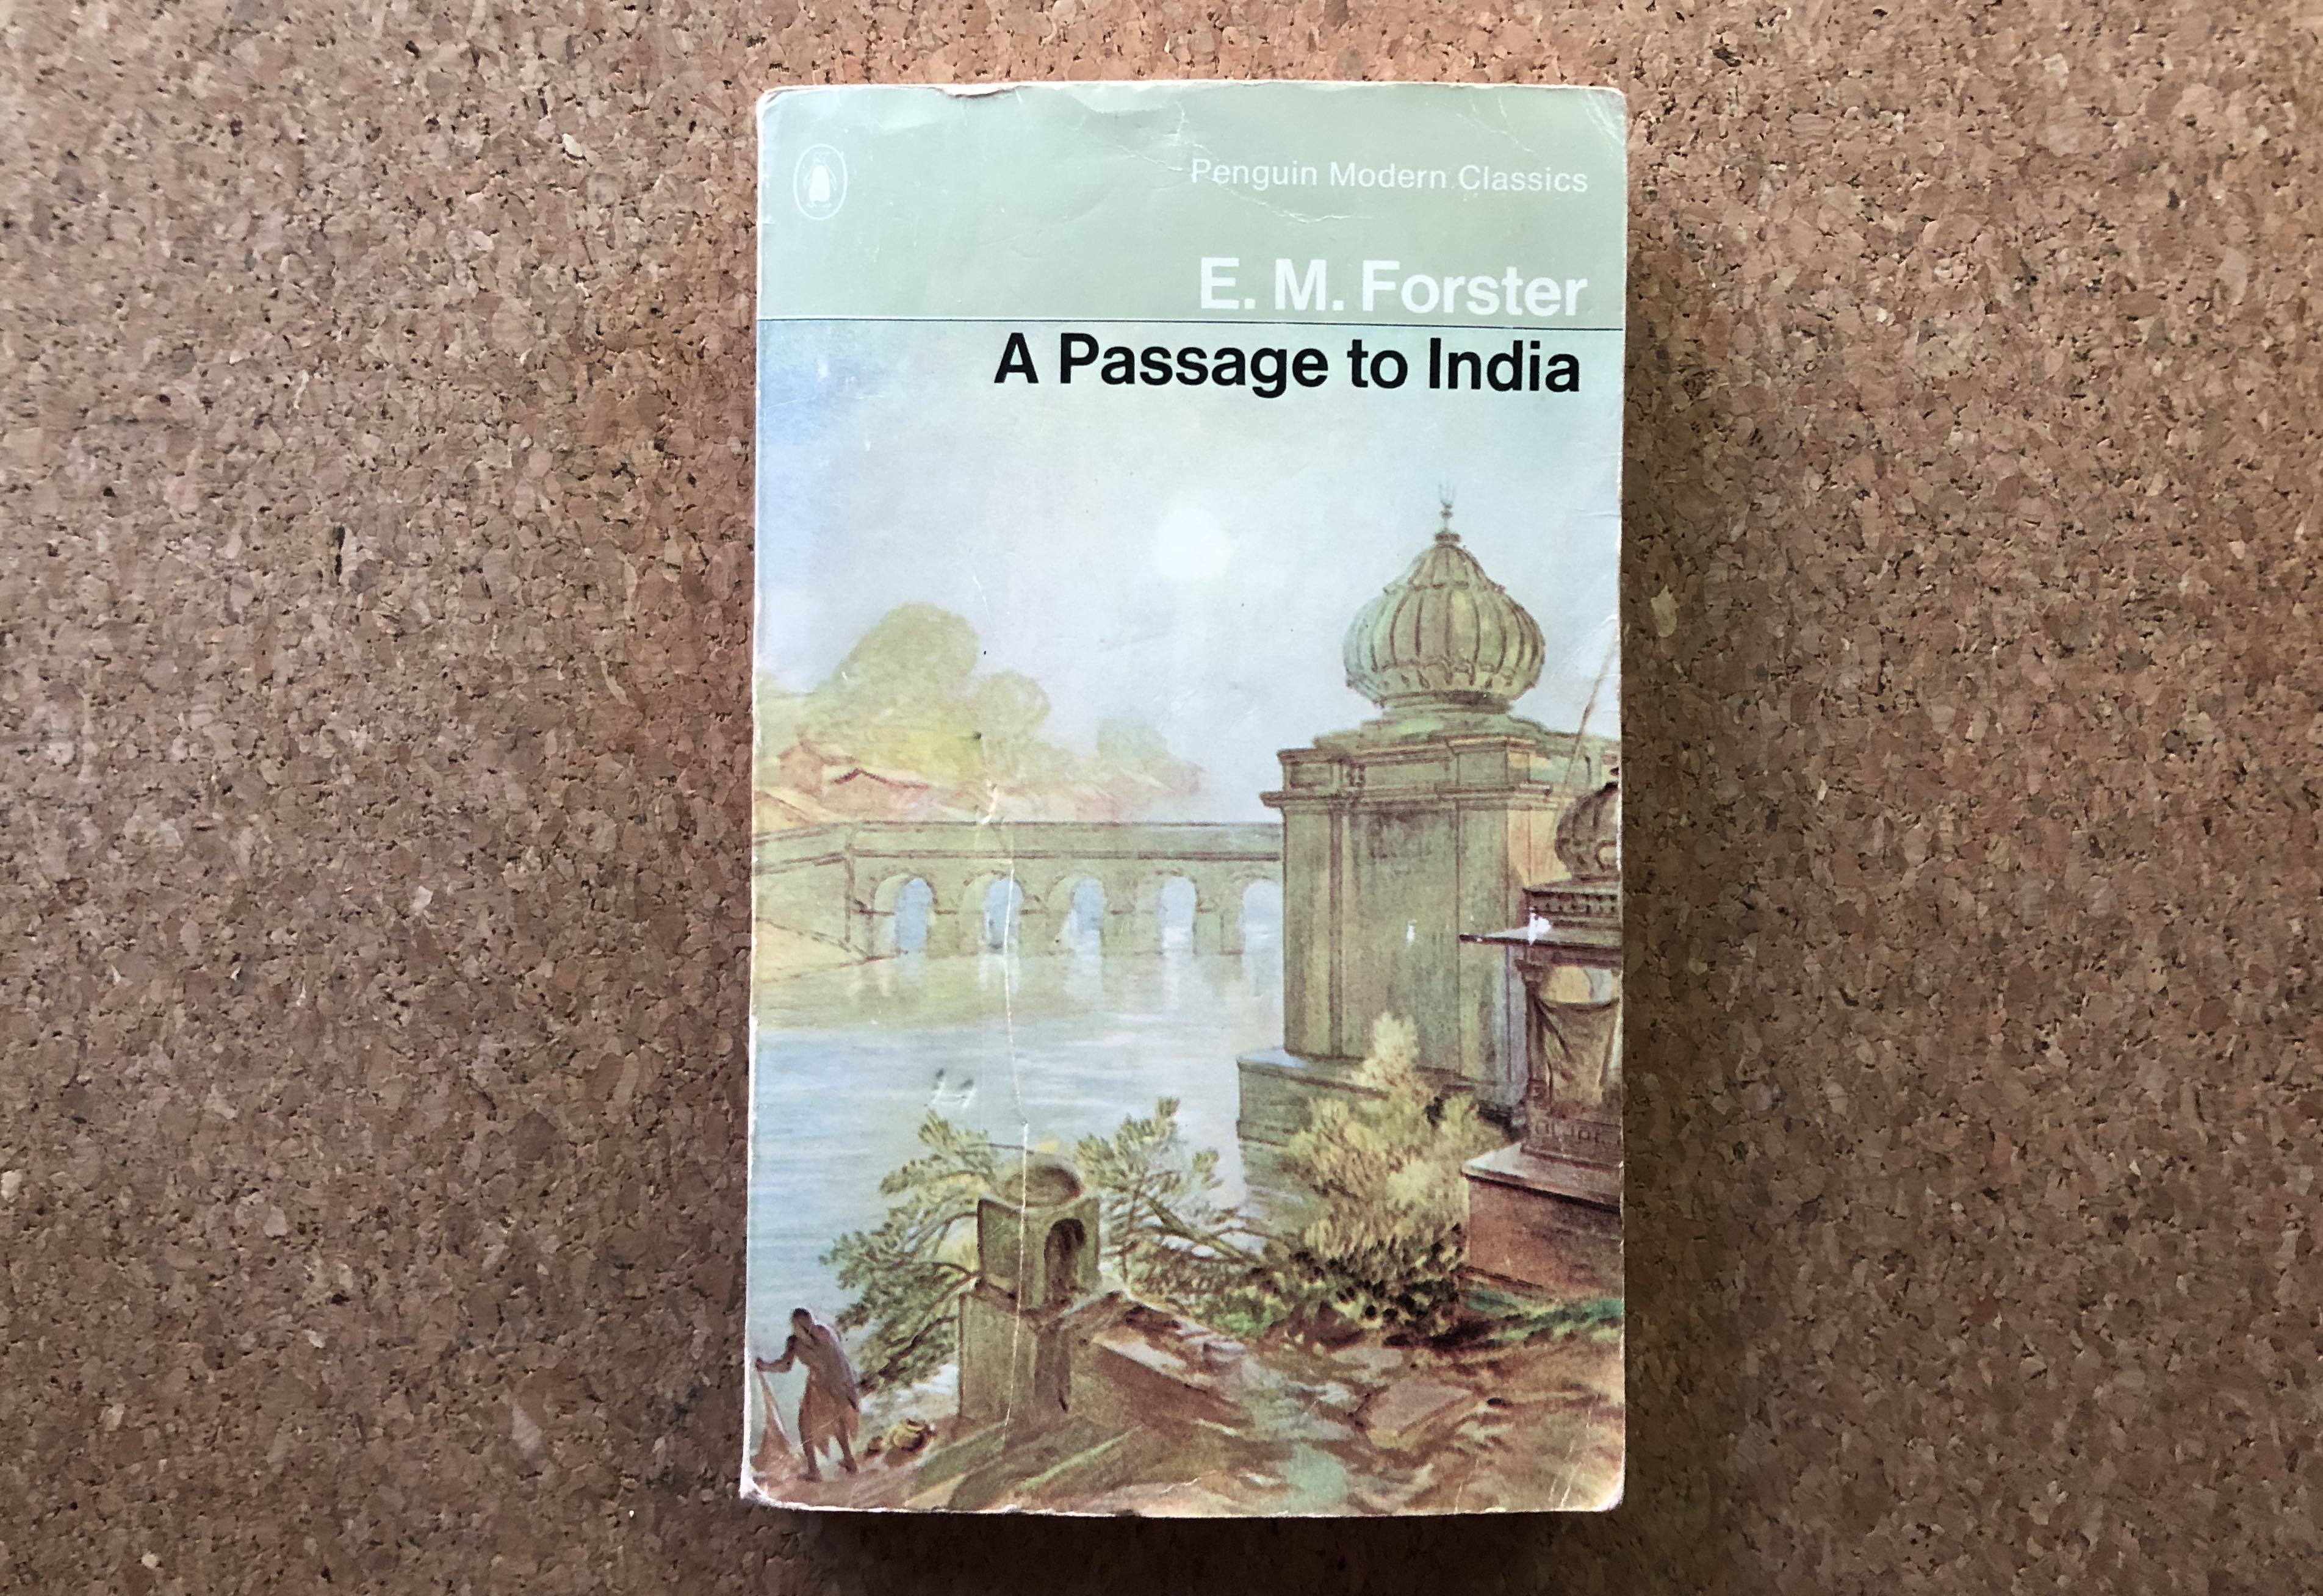 Penguin Modern Classics
E. M. Forster
A Passage to India